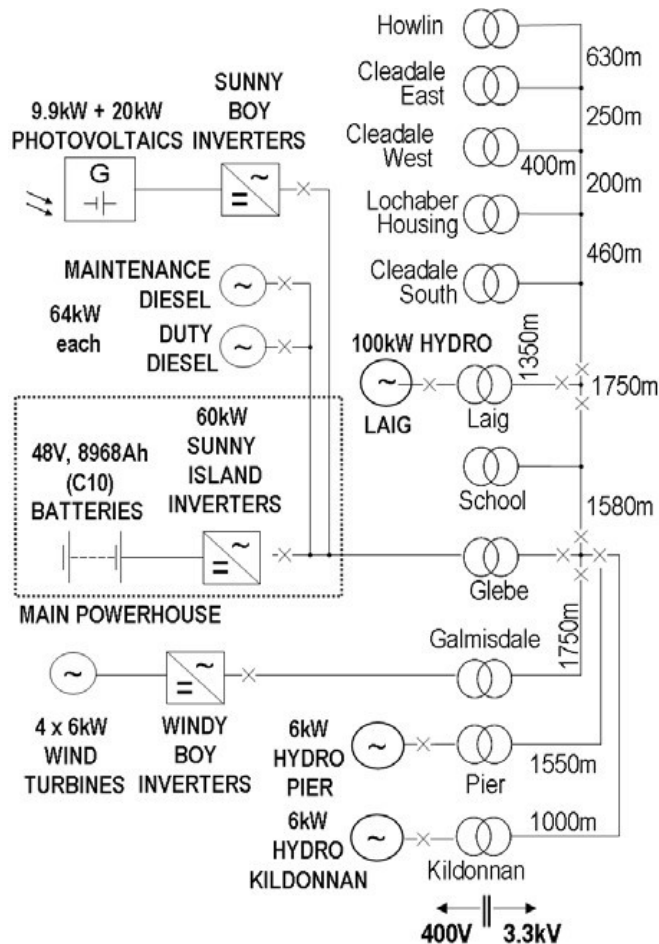 Howlin
630m
Cleadale
East
250m
SUNNY
BOY
INVERTERS
9.9kW + 20kW
PHOTOVOLTAICS
G
~
=
Cleadale
West
400m
200m
Lochaber
Housing
460m
Cleadale
South
MAINTENANCE
DIESEL
~
64kW
each
DUTY
DIESEL
~
100kW HYDRO
1350m
~
LAIG
Laig
1750m
60kW
SUNNY
ISLAND
INVERTERS
48V, 8968Ah
(C10)
BATTERIES
~
=
School
1580m
Glebe
MAIN POWERHOUSE
Galmisdale
1750m
~
~
=
4 x 6kW
WIND
TURBINES
WINDY
BOY
INVERTERS
6kW
HYDRO
PIER
~
Pier
1550m
6kW
HYDRO
KILDONNAN
~
Kildonnan
1000m
400V
3.3kV